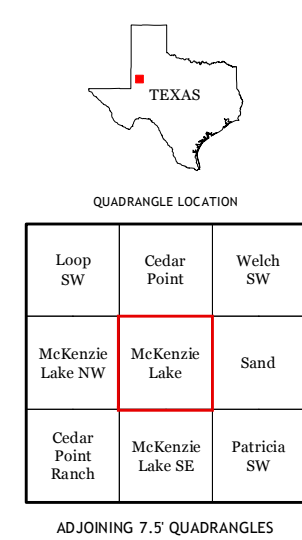 TEXAS
QUADRANGLE LOCATION
Loop
SW
Cedar
Point
Welch
SW
McKenzie
Lake NW
McKenzie
Lake
Sand
Cedar
Point
Ranch
McKenzie
Lake SE
Patricia
SW
ADJOINING 7.5' QUADRANGLES